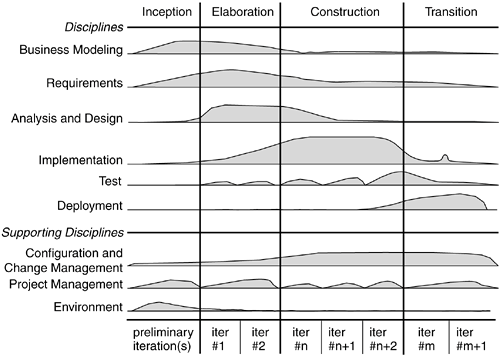 Inception Elaboration Construction Transition
Disciplines
Business Modeling
Requirements
Analysis and Design
Implementation
Test
Deployment
Supporting Disciplines
Configuration and
Change Management
Project Management
Environment
preliminary iter iter iter iter iter iter iter
iteration(s) #1 #2 #n #n+1 #n+2 #m #m+1